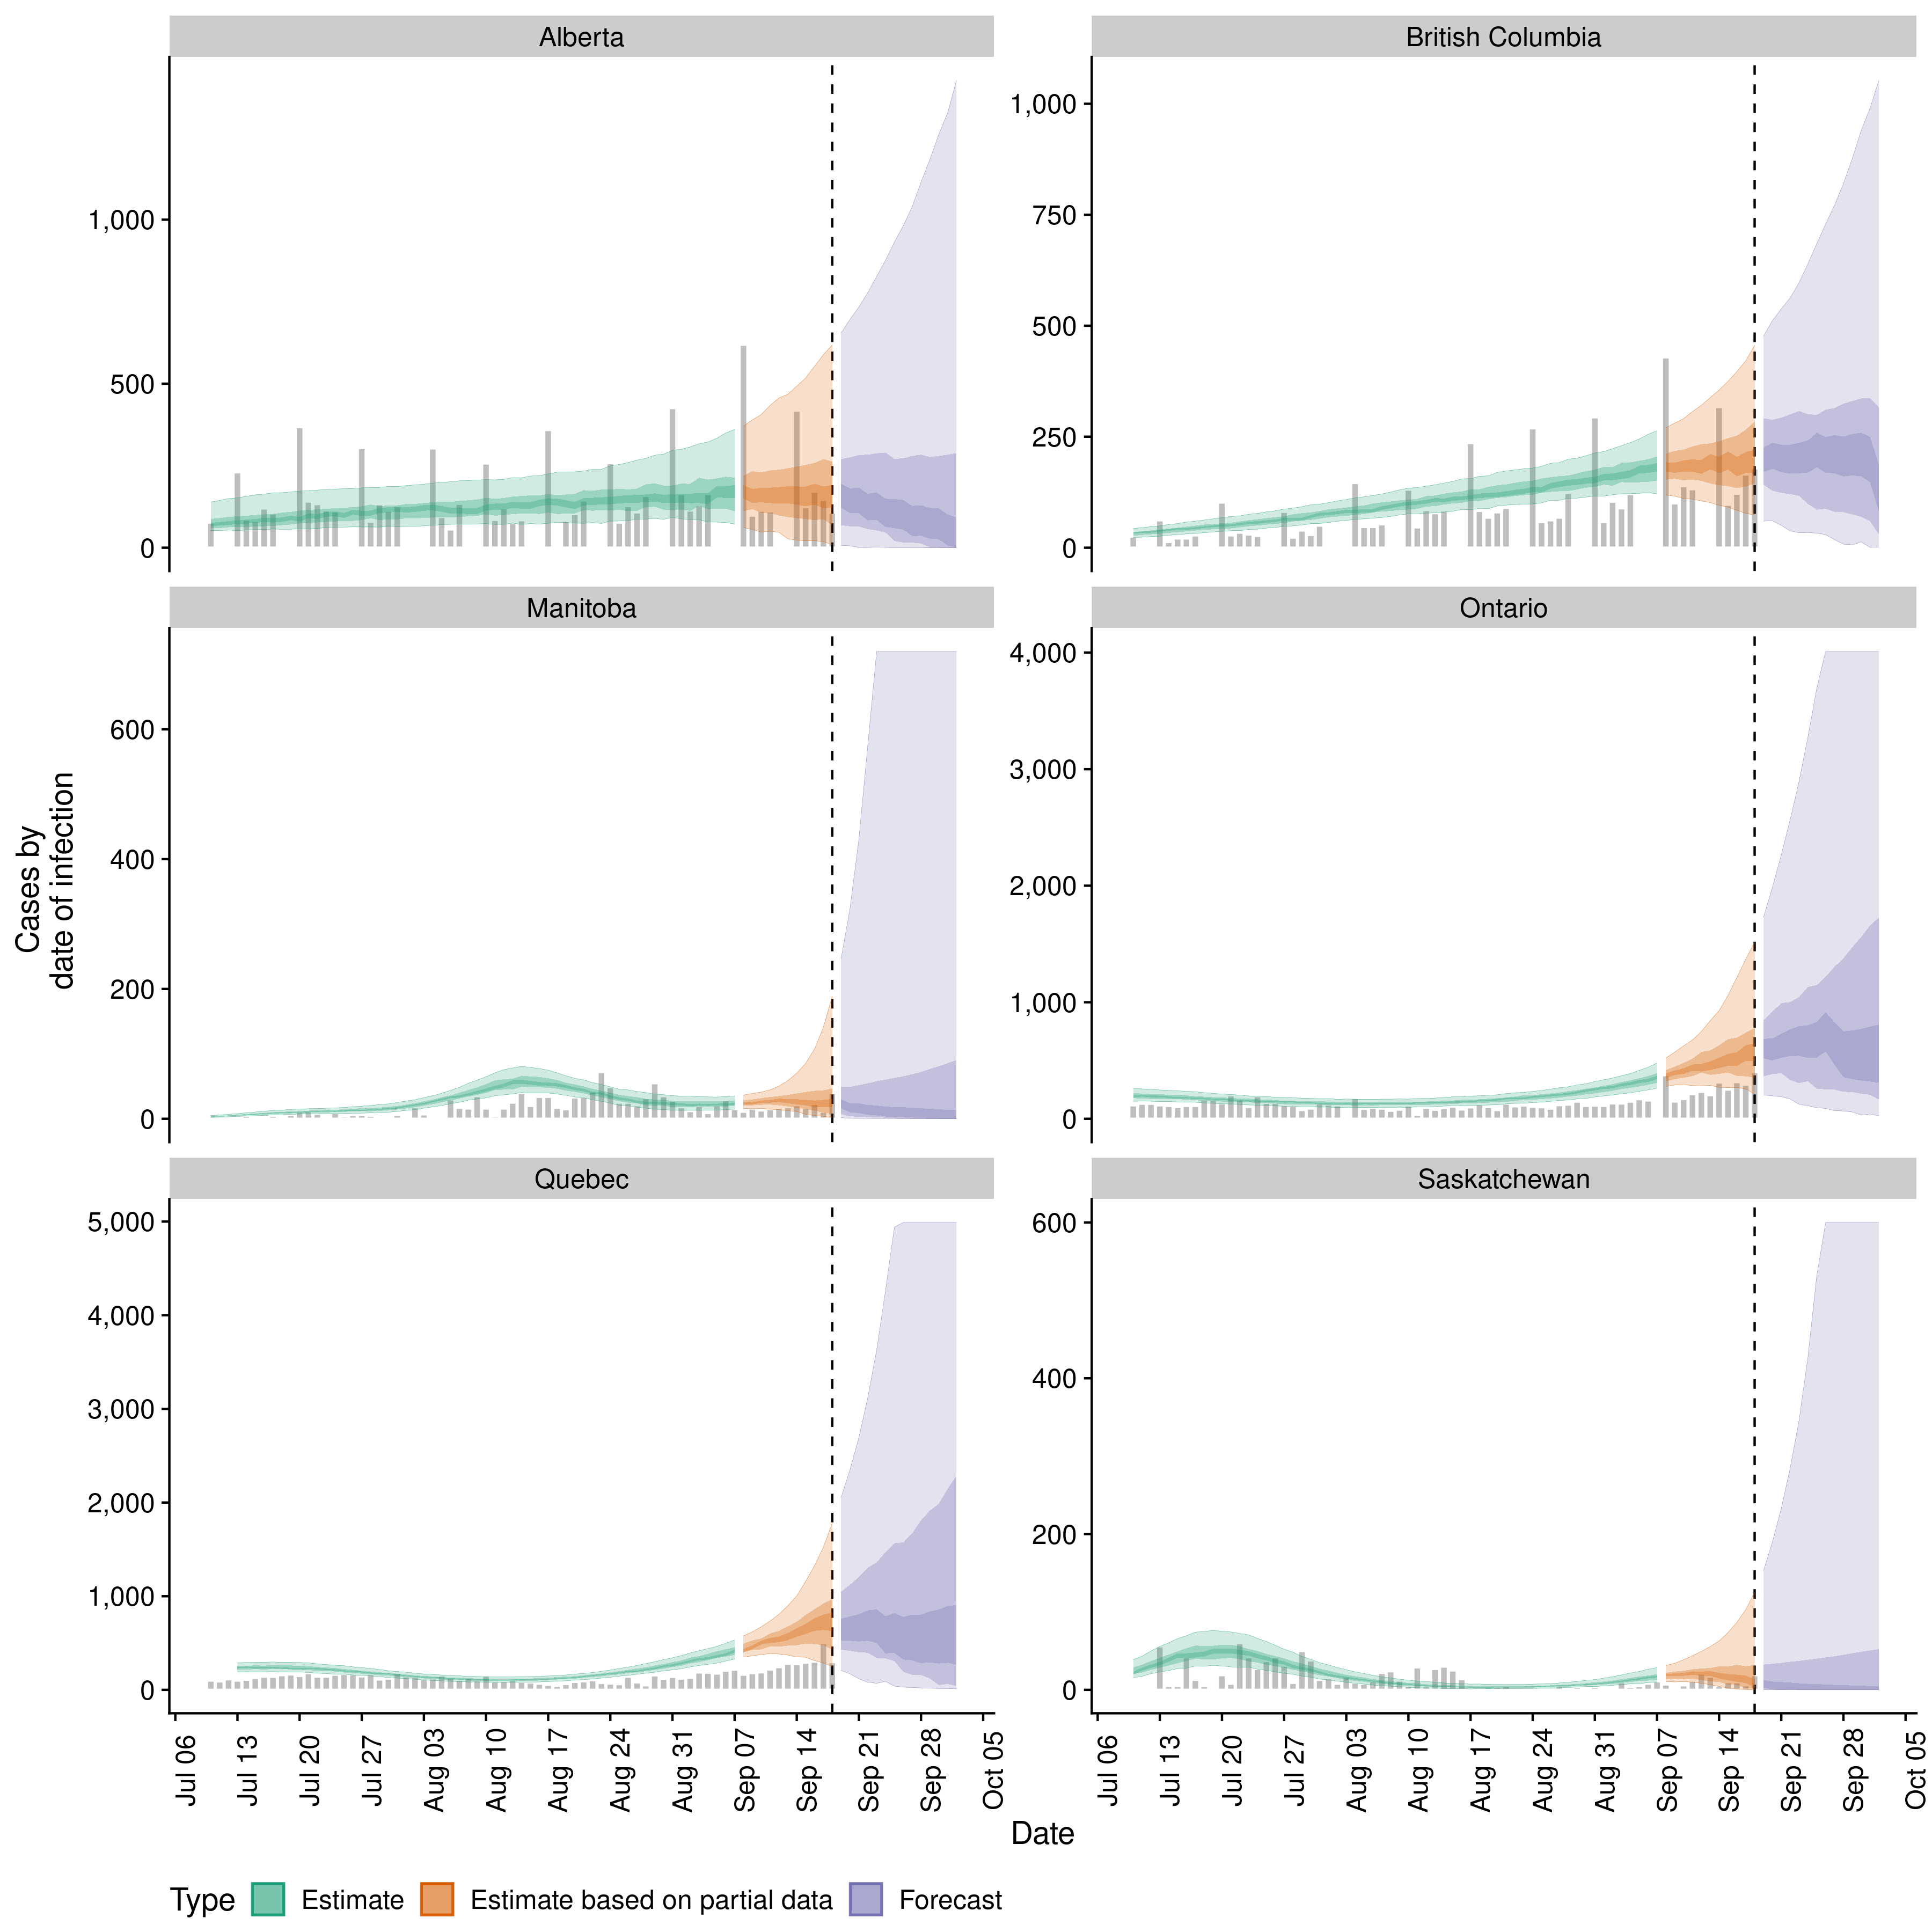 Alberta
British Columbia
1,000
500
0
1,000
750
500
250
0
Manitoba
Ontario
600
400
200
0
4,000
3,000
2,000
1,000
0
Quebec
Saskatchewan
5,000
4,000
3,000
2,000
1,000
0
600
400
200
0
Cases by
date of infection
Jul 06
Jul 13
Jul 20
Jul 27
Aug 03
Aug 10
Aug 17
Aug 24
Aug 31
Sep 07
Sep 14
Sep 21
Sep 28
Oct 05
Jul 06
Jul 13
Jul 20
Jul 27
Aug 03
Aug 10
Aug 17
Aug 24
Aug 31
Sep 07
Sep 14
Sep 21
Sep 28
Oct 05
Date
Type Estimate Estimate based on partial data Forecast